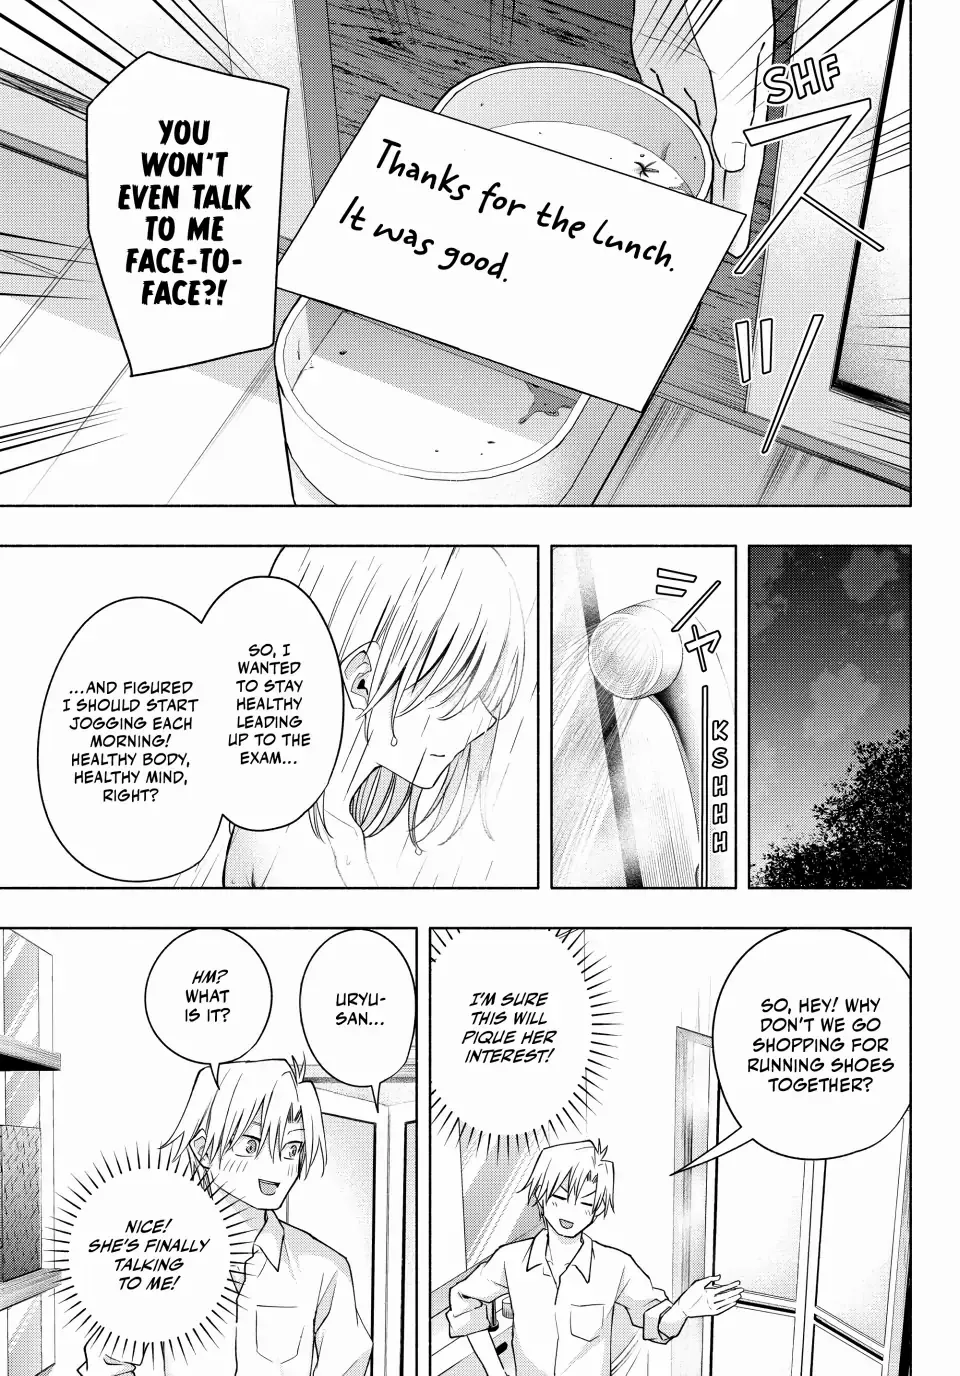 SHF
Thanks for the lunch.
It was good.
YOU
WON'T
EVEN TALK
TO ME
FACE-TO-
FACE?!
シャ
KSHHH
SO, I
WANTED
TO STAY
HEALTHY
LEADING
UP TO THE
EXAM...
...AND FIGURED
I SHOULD START
JOGGING EACH
MORNING!
HEALTHY BODY,
HEALTHY MIND,
RIGHT?
SO, HEY! WHY
DON'T WE GO
SHOPPING FOR
RUNNING SHOES
TOGETHER?
I'M SURE
THIS WILL
PIQUE HER
INTEREST!
URYU-
SAN...
HM?
WHAT
IS IT?
NICE!
SHE'S FINALLY
TALKING
TO ME!